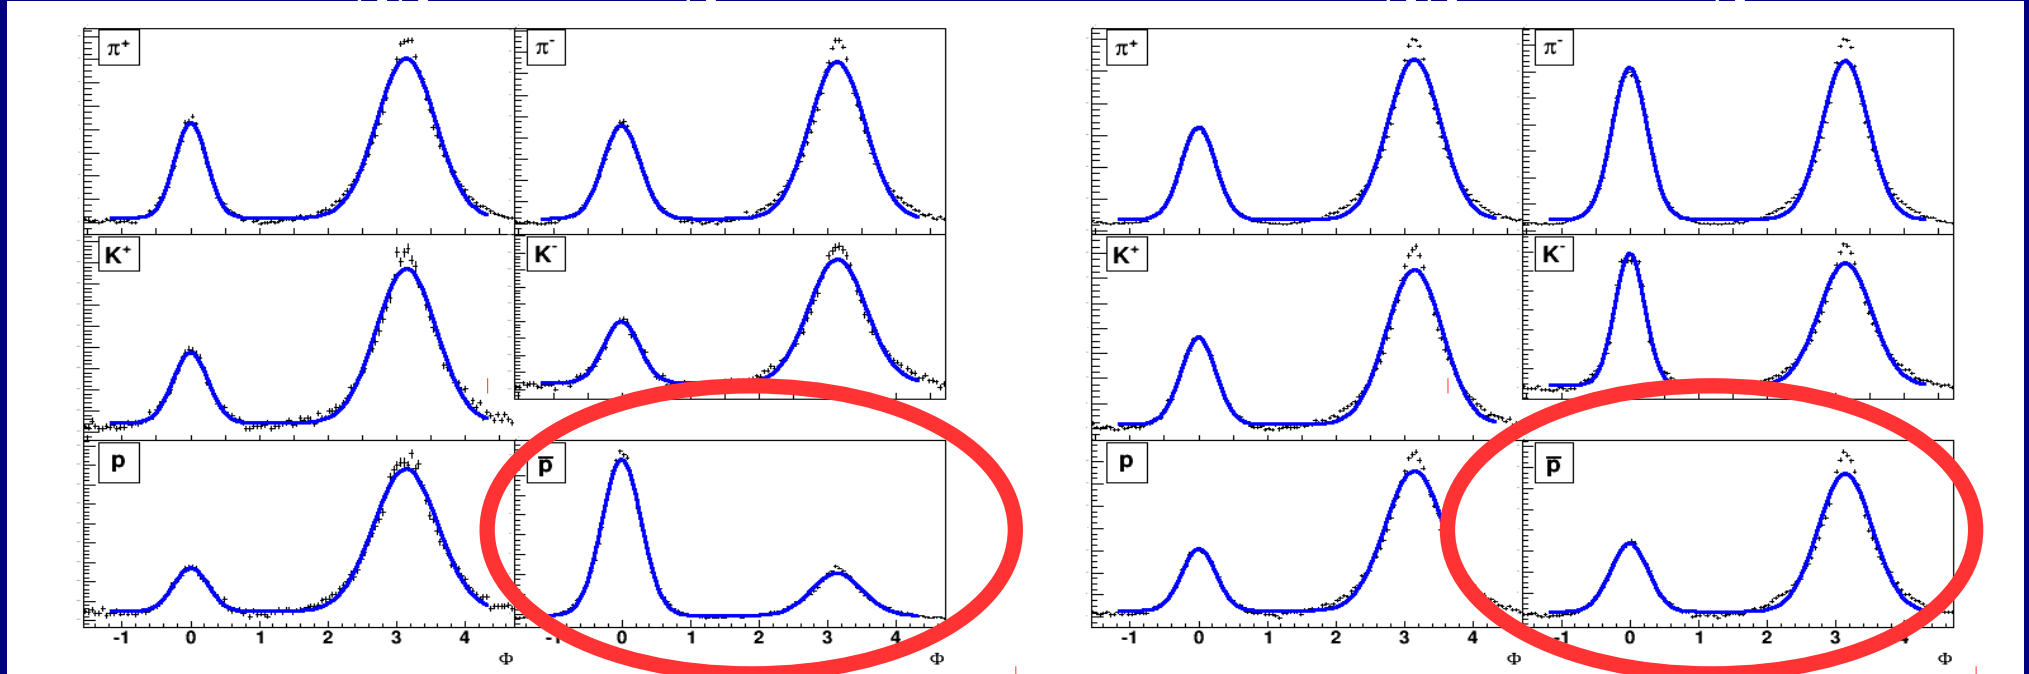 π+ π- π+ π-
K+ K- K+ K-
p p̅ p p̅
-1 0 1 2 3 4 -1 0 1 2 3 4 -1 0 1 2 3 4 -1 0 1 2 3 4
Φ Φ Φ Φ